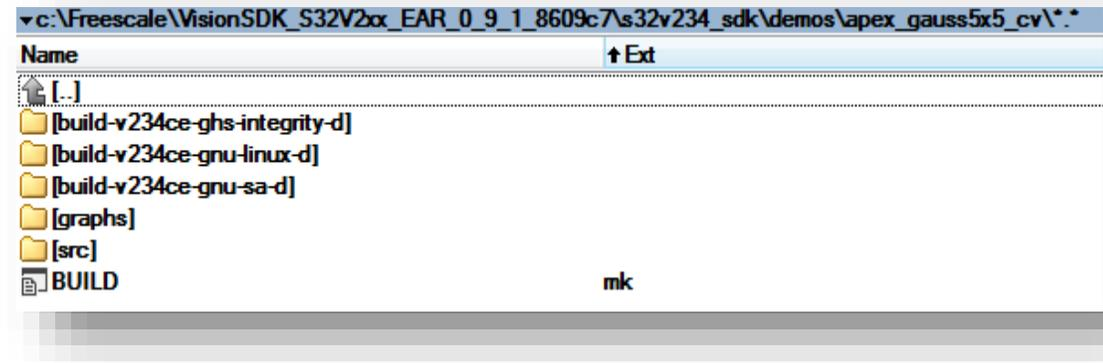 c:\Freescale\VisionSDK_S32V2xx_EAR_0_9_1_8609c7\s32v234_sdk\demos\apex_gauss5x5_cv\*.*
Name Ext
[..]
[build-v234ce-ghs-integrity-d]
[build-v234ce-gnu-linux-d]
[build-v234ce-gnu-sa-d]
[graphs]
[src]
BUILD mk